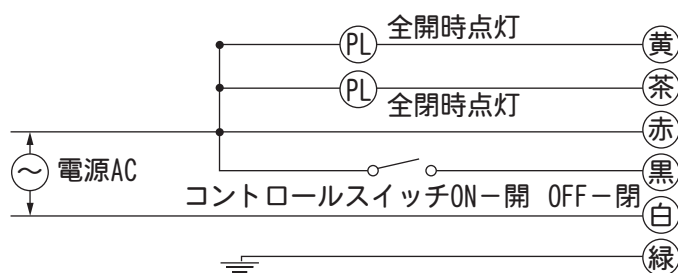 全開時点灯
PL
黄
PL
茶
全閉時点灯
赤
電源AC
黒
コントロールスイッチON－開 OFF－閉
白
緑